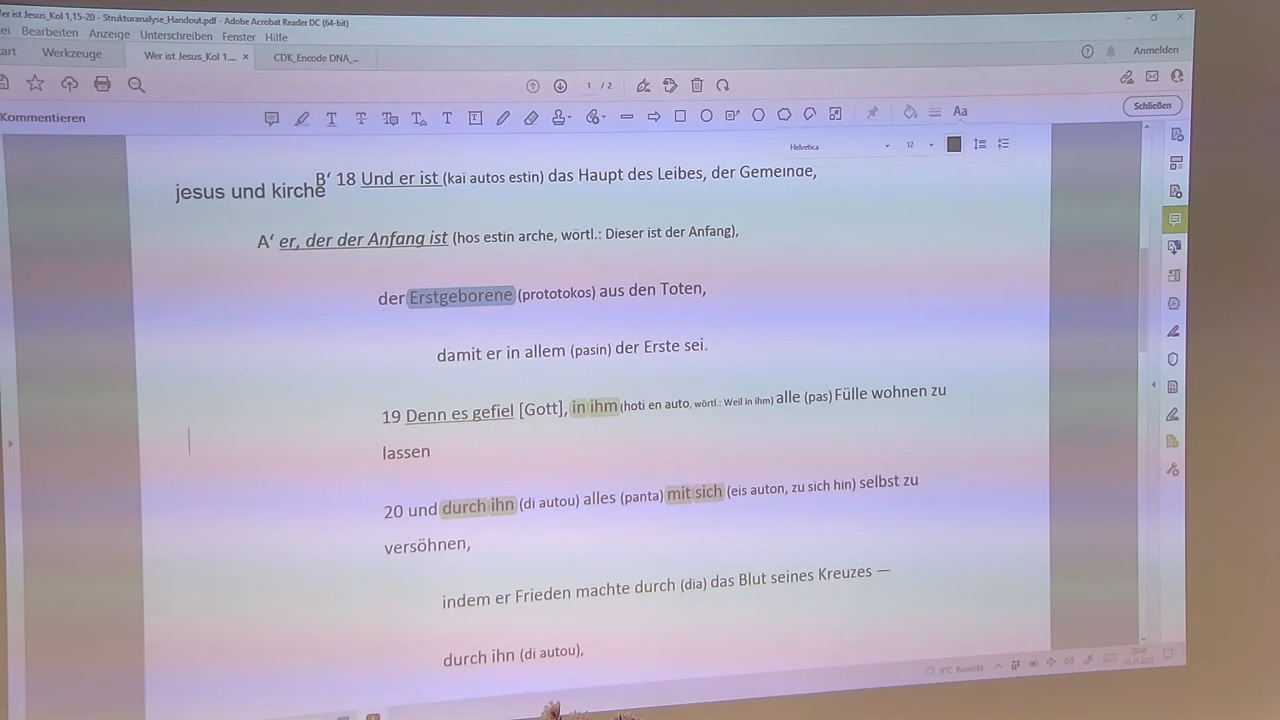 Wer ist Jesus_Kol 1,15-20 - Strukturanalyse_Handout.pdf - Adobe Acrobat Reader DC (64-bit)
Bearbeiten Anzeige Unterschreiben Fenster Hilfe
Werkzeuge Wer ist Jesus_Kol 1... × CDK_Encode DNA_... Anmelden
1 / 2
Kommentieren Aa Schließen
Helvetica 12
B‘ 18 Und er ist (kai autos estin) das Haupt des Leibes, der Gemeinde,
jesus und kirche
A‘ er, der der Anfang ist (hos estin arche, wörtl.: Dieser ist der Anfang),
der Erstgeborene (prototokos) aus den Toten,
damit er in allem (pasin) der Erste sei.
19 Denn es gefiel [Gott], in ihm (hoti en auto, wörtl.: Weil in ihm) alle (pas) Fülle wohnen zu
lassen
20 und durch ihn (di autou) alles (panta) mit sich (eis auton, zu sich hin) selbst zu
versöhnen,
indem er Frieden machte durch (dia) das Blut seines Kreuzes —
durch ihn (di autou),
9°C Bewölkt